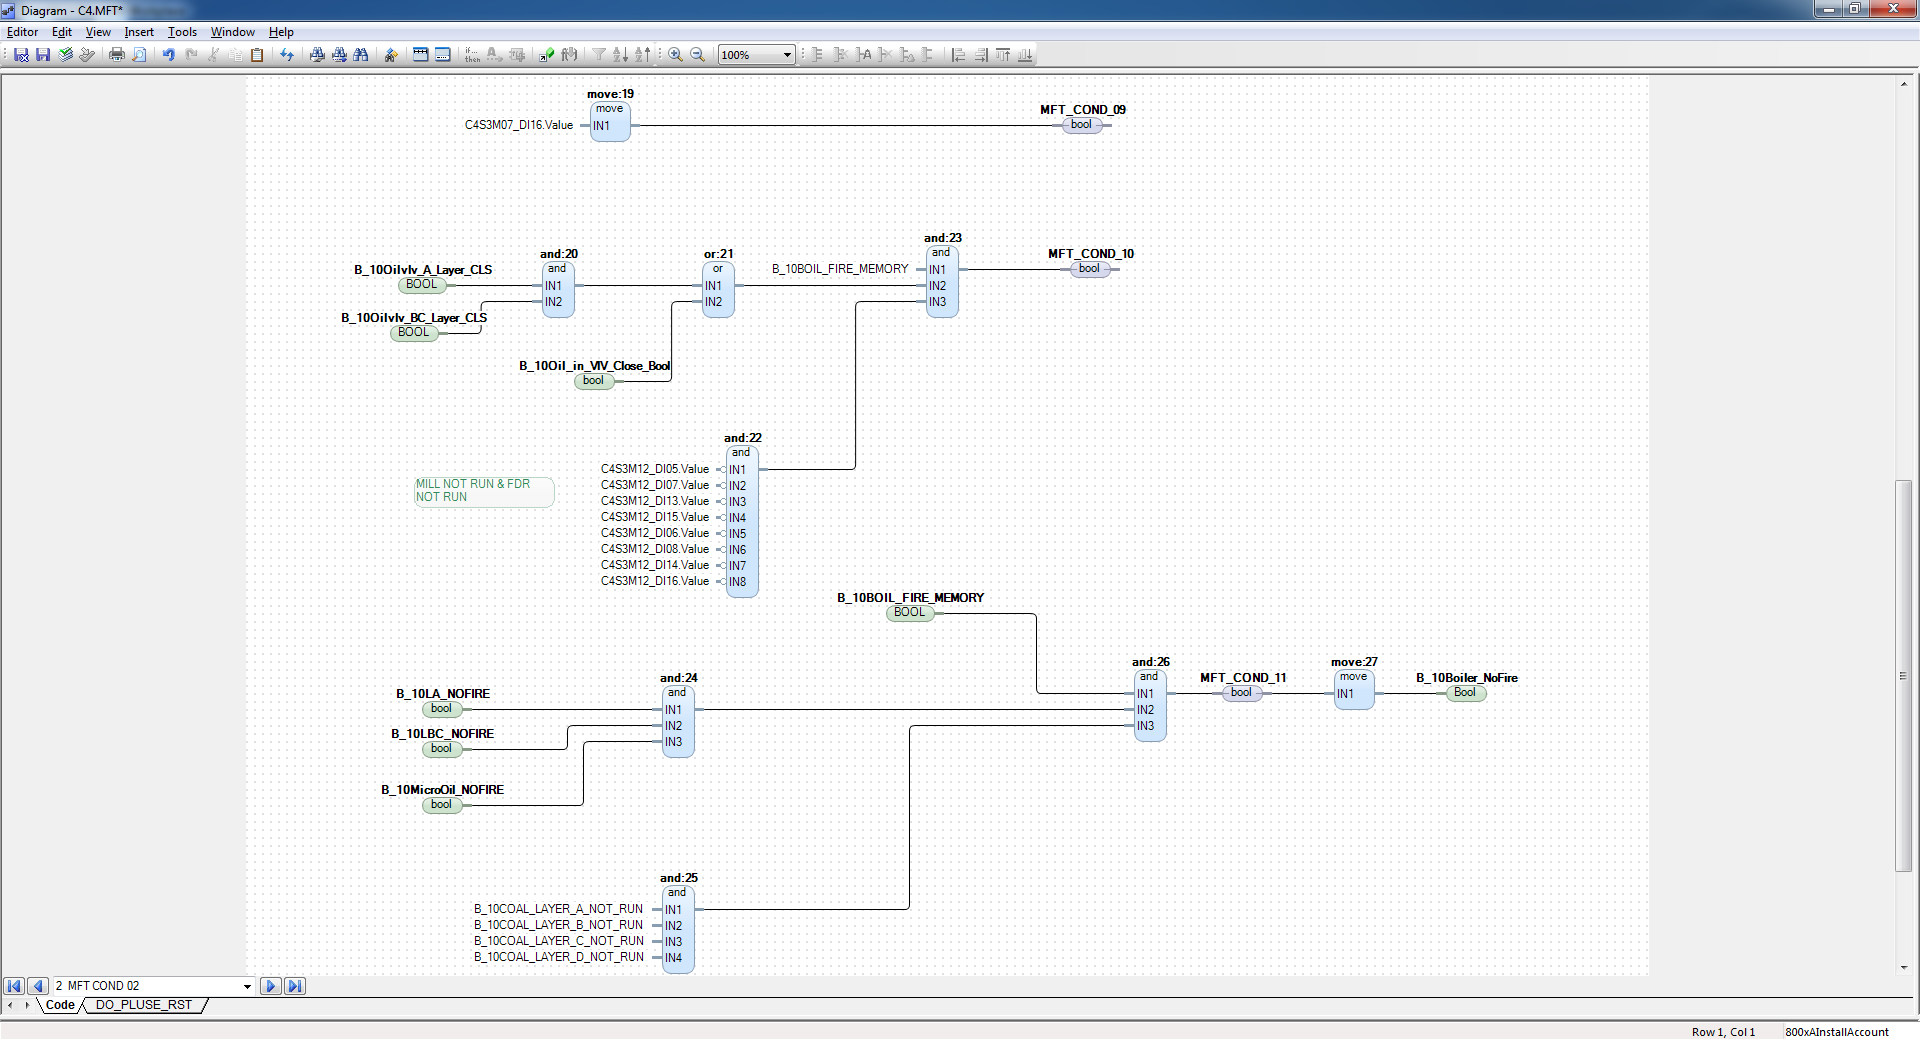 Diagram - C4.MFT*
Editor Edit View Insert Tools Window Help
if... then
100%
move:19
move
C4S3M07_DI16.Value IN1
MFT_COND_09
bool
B_10Oilvlv_A_Layer_CLS
BOOL
B_10Oilvlv_BC_Layer_CLS
BOOL
and:20
and
IN1
IN2
or:21
or
IN1
IN2
B_10Oil_in_VlV_Close_Bool
bool
and:23
and
B_10BOIL_FIRE_MEMORY IN1
IN2
IN3
MFT_COND_10
bool
MILL NOT RUN & FDR
NOT RUN
and:22
and
C4S3M12_DI05.Value IN1
C4S3M12_DI07.Value IN2
C4S3M12_DI13.Value IN3
C4S3M12_DI15.Value IN4
C4S3M12_DI06.Value IN5
C4S3M12_DI08.Value IN6
C4S3M12_DI14.Value IN7
C4S3M12_DI16.Value IN8
B_10BOIL_FIRE_MEMORY
BOOL
B_10LA_NOFIRE
bool
B_10LBC_NOFIRE
bool
B_10MicroOil_NOFIRE
bool
and:24
and
IN1
IN2
IN3
and:26
and
IN1
IN2
IN3
MFT_COND_11
bool
move:27
move
IN1
B_10Boiler_NoFire
Bool
and:25
and
B_10COAL_LAYER_A_NOT_RUN IN1
B_10COAL_LAYER_B_NOT_RUN IN2
B_10COAL_LAYER_C_NOT_RUN IN3
B_10COAL_LAYER_D_NOT_RUN IN4
2 MFT COND 02
Code DO_PLUSE_RST
Row 1, Col 1 800xAInstallAccount